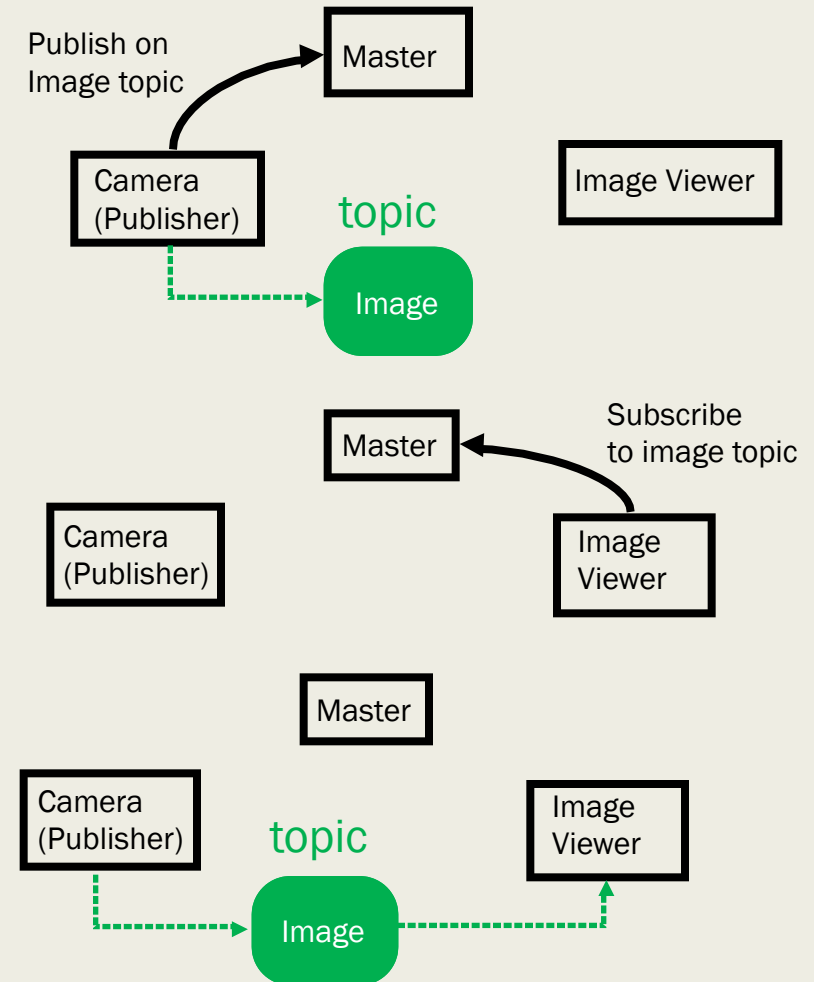 Publish on
Image topic
Master
Camera
(Publisher)
Image Viewer
topic
Image
Master
Subscribe
to image topic
Camera
(Publisher)
Image
Viewer
Master
Camera
(Publisher)
topic
Image
Viewer
Image